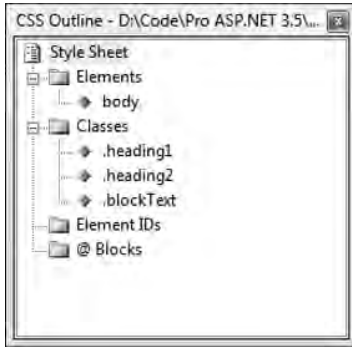 CSS Outline - D:\Code\Pro ASP.NET 3.5\...
Style Sheet
Elements
body
Classes
.heading1
.heading2
.blockText
Element IDs
@ Blocks